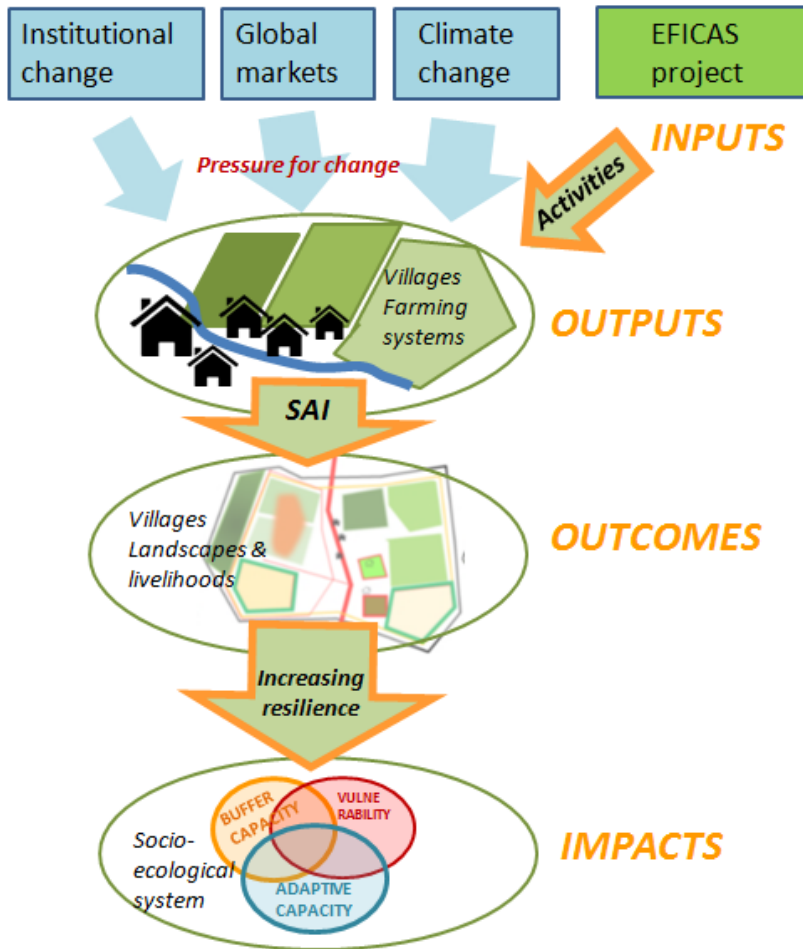 Institutional
change
Global
markets
Climate
change
EFICAS
project
INPUTS
Pressure for change
Activities
Villages
Farming
systems
OUTPUTS
SAI
Villages
Landscapes &
livelihoods
OUTCOMES
Increasing
resilience
BUFFER
CAPACITY
VULNE
RABILITY
Socio-
ecological
system
ADAPTIVE
CAPACITY
IMPACTS